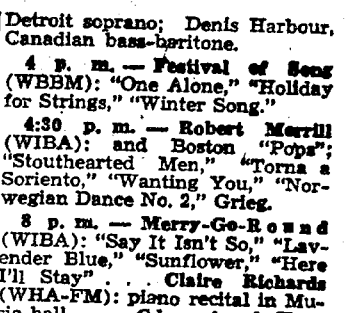 Detroit soprano; Denis Harbour,
Canadian bass-baritone.
4 p. m. — Festival of Song
(WBBM): "One Alone," "Holiday
for Strings," "Winter Song."
4:30 p. m. — Robert Merrill
(WIBA): and Boston "Pops";
"Stouthearted Men," "Torna a
Soriento," "Wanting You," "Nor-
wegian Dance No. 2," Grieg.
8 p. m. — Merry-Go-Round
(WIBA): "Say It Isn't So," "Lav-
ender Blue," "Sunflower," "Here
I'll Stay" . . . Claire Richards
(WHA-FM): piano recital in Mu-
hall